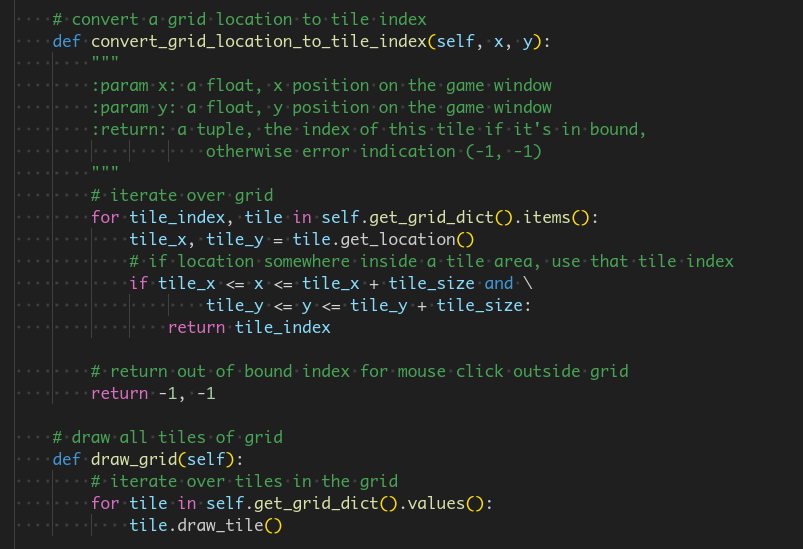 # convert a grid location to tile index
def convert_grid_location_to_tile_index(self, x, y):
"""
:param x: a float, x position on the game window
:param y: a float, y position on the game window
:return: a tuple, the index of this tile if it's in bound,
otherwise error indication (-1, -1)
"""
# iterate over grid
for tile_index, tile in self.get_grid_dict().items():
tile_x, tile_y = tile.get_location()
# if location somewhere inside a tile area, use that tile index
if tile_x <= x <= tile_x + tile_size and \
tile_y <= y <= tile_y + tile_size:
return tile_index
# return out of bound index for mouse click outside grid
return -1, -1
# draw all tiles of grid
def draw_grid(self):
# iterate over tiles in the grid
for tile in self.get_grid_dict().values():
tile.draw_tile()